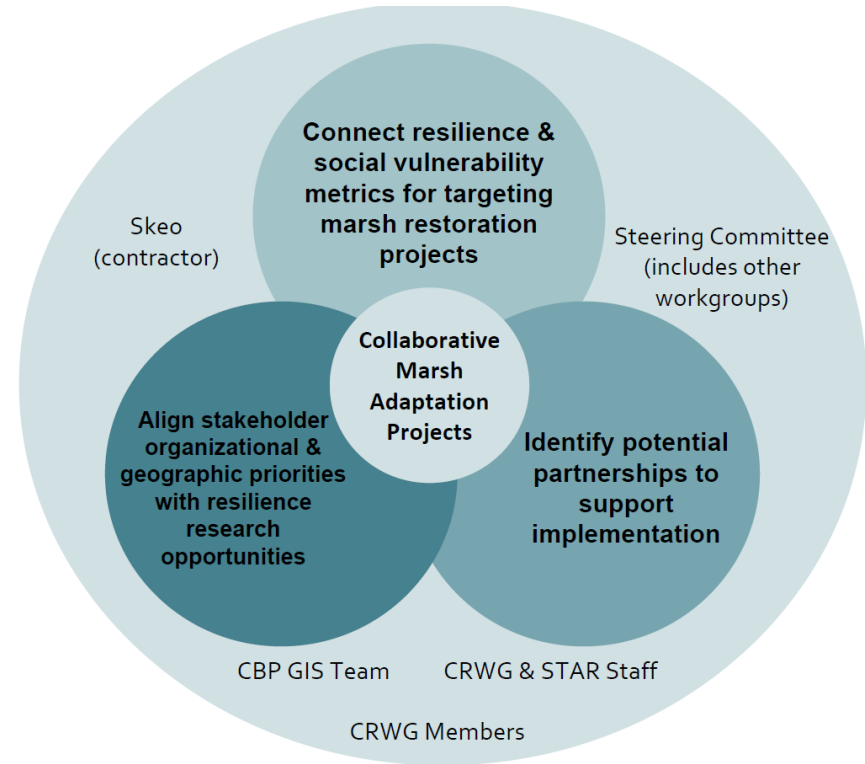 Connect resilience &
social vulnerability
metrics for targeting
marsh restoration
projects
Skeo
(contractor)
Steering Committee
(includes other
workgroups)
Collaborative
Marsh
Adaptation
Projects
Align stakeholder
organizational &
geographic priorities
with resilience
research
opportunities
Identify potential
partnerships to
support
implementation
CBP GIS Team
CRWG & STAR Staff
CRWG Members